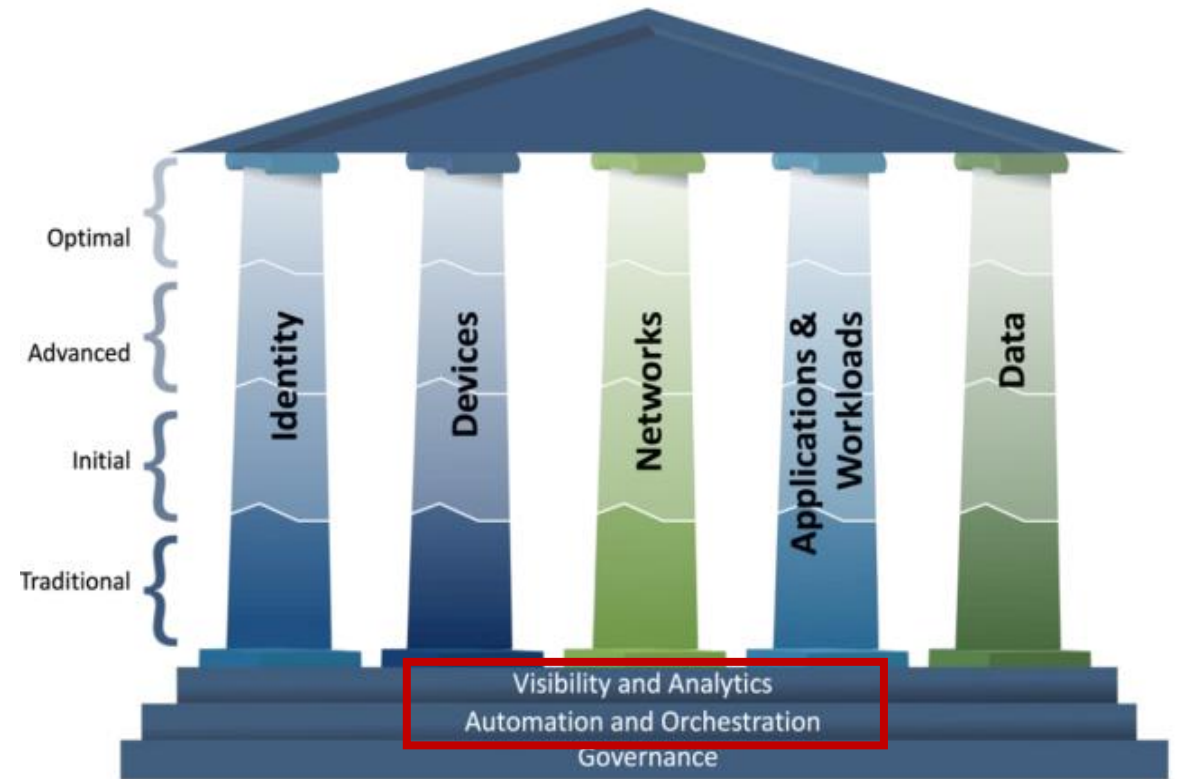 Optimal
Advanced
Initial
Traditional
Identity
Devices
Networks
Applications &
Workloads
Data
Visibility and Analytics
Automation and Orchestration
Governance